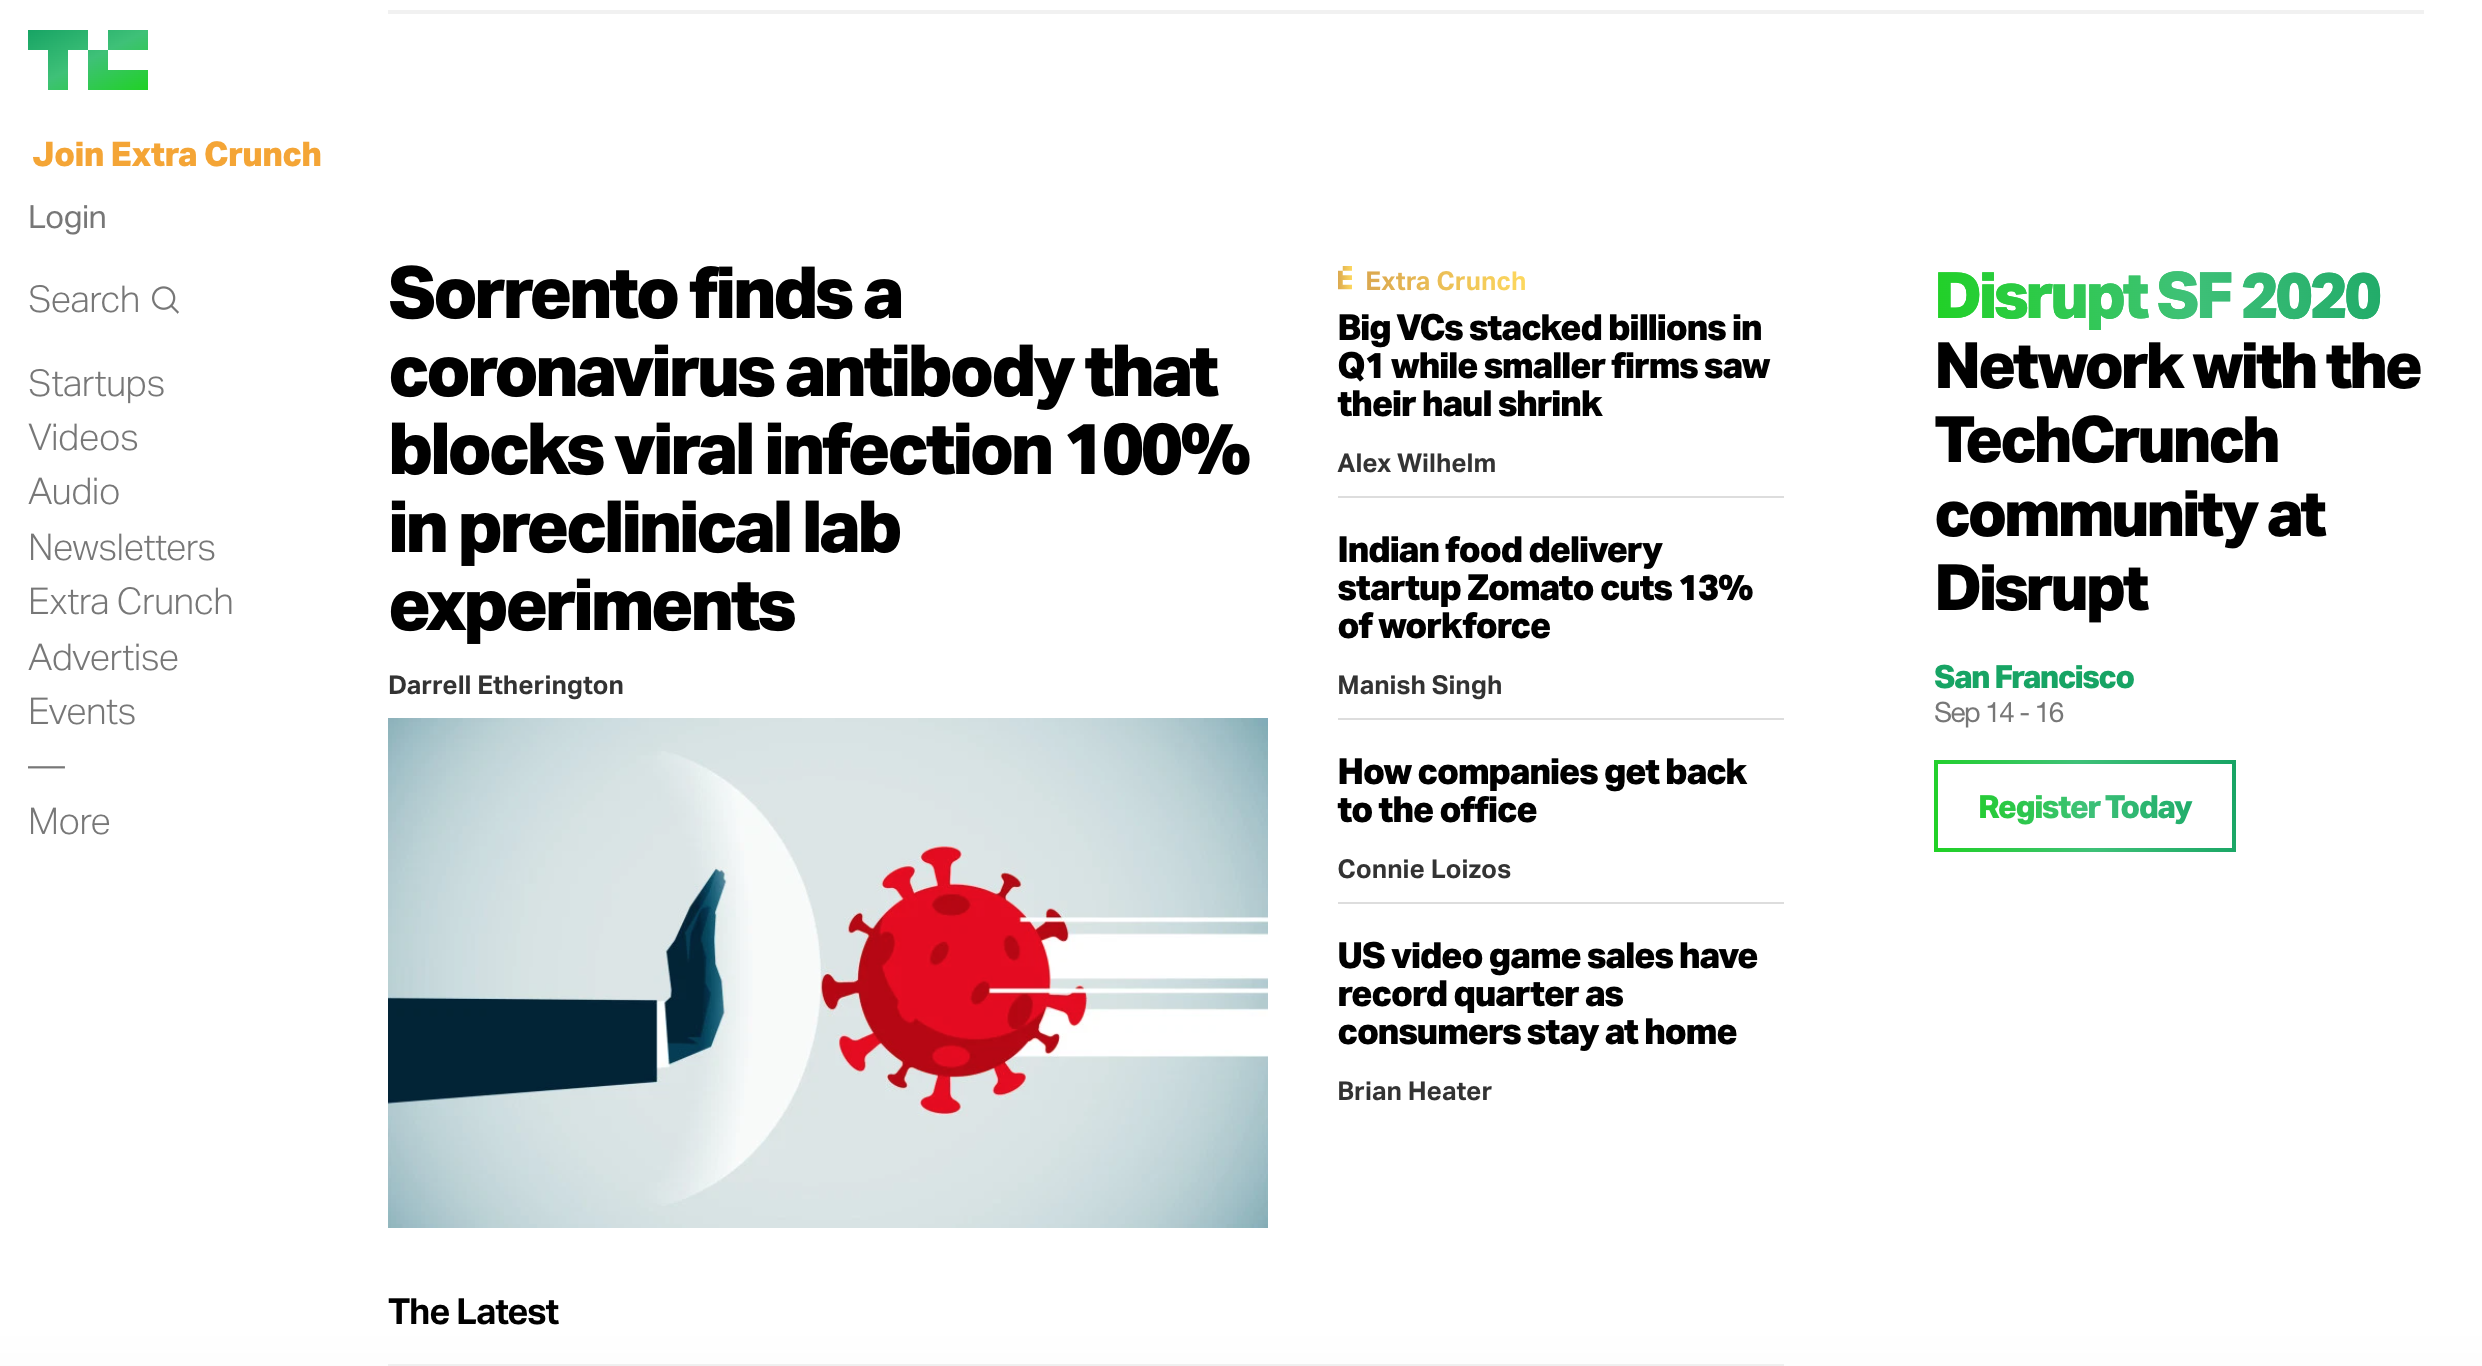 TC
Join Extra Crunch
Login
Search
Startups
Videos
Audio
Newsletters
Extra Crunch
Advertise
Events
—
More
Sorrento finds a
coronavirus antibody that
blocks viral infection 100%
in preclinical lab
experiments
Darrell Etherington
Extra Crunch
Big VCs stacked billions in
Q1 while smaller firms saw
their haul shrink
Alex Wilhelm
Indian food delivery
startup Zomato cuts 13%
of workforce
Manish Singh
How companies get back
to the office
Connie Loizos
US video game sales have
record quarter as
consumers stay at home
Brian Heater
Disrupt SF 2020
Network with the
TechCrunch
community at
Disrupt
San Francisco
Sep 14 - 16
Register Today
The Latest